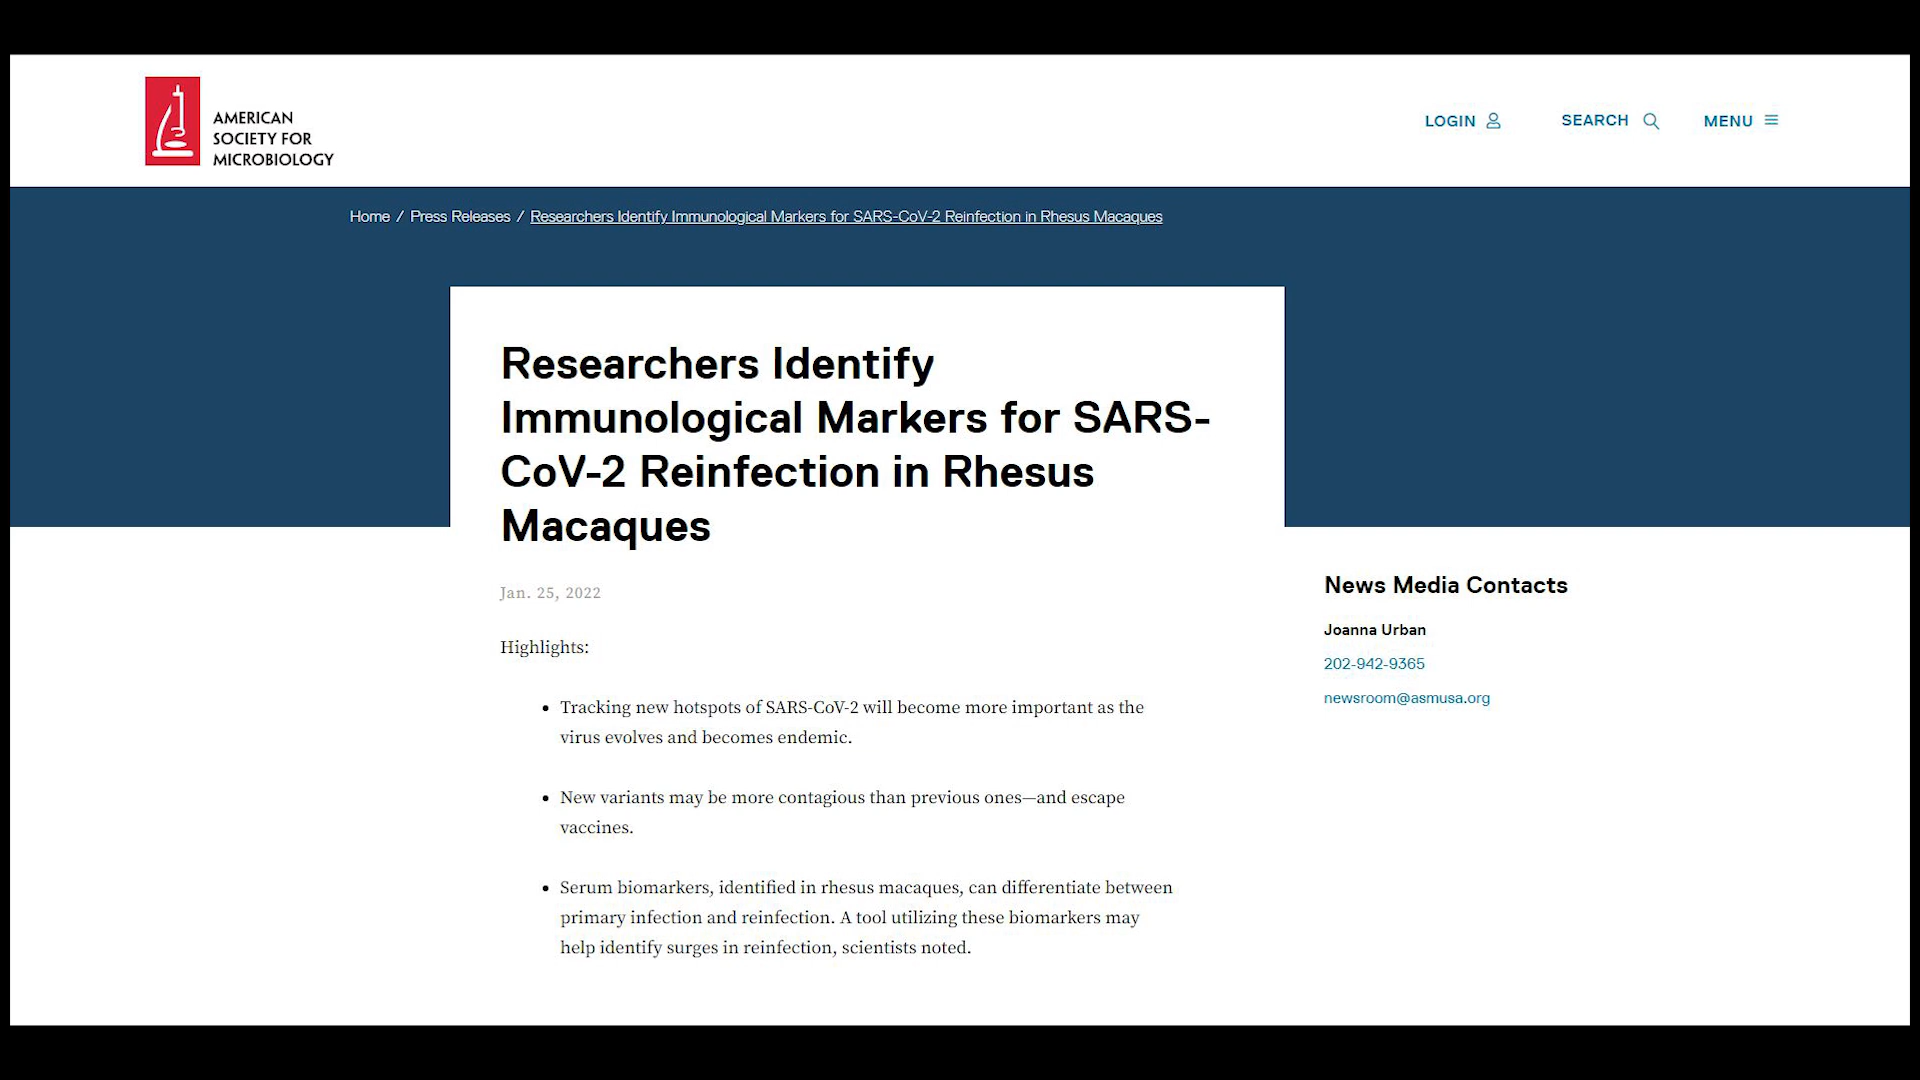 AMERICAN
SOCIETY FOR
MICROBIOLOGY
LOGIN
SEARCH
MENU
Home / Press Releases / Researchers Identify Immunological Markers for SARS-CoV-2 Reinfection in Rhesus Macaques
Researchers Identify
Immunological Markers for SARS-
CoV-2 Reinfection in Rhesus
Macaques
Jan. 25, 2022
Highlights:
• Tracking new hotspots of SARS-CoV-2 will become more important as the
virus evolves and becomes endemic.
• New variants may be more contagious than previous ones—and escape
vaccines.
• Serum biomarkers, identified in rhesus macaques, can differentiate between
primary infection and reinfection. A tool utilizing these biomarkers may
help identify surges in reinfection, scientists noted.
News Media Contacts
Joanna Urban
202-942-9365
newsroom@asmusa.org